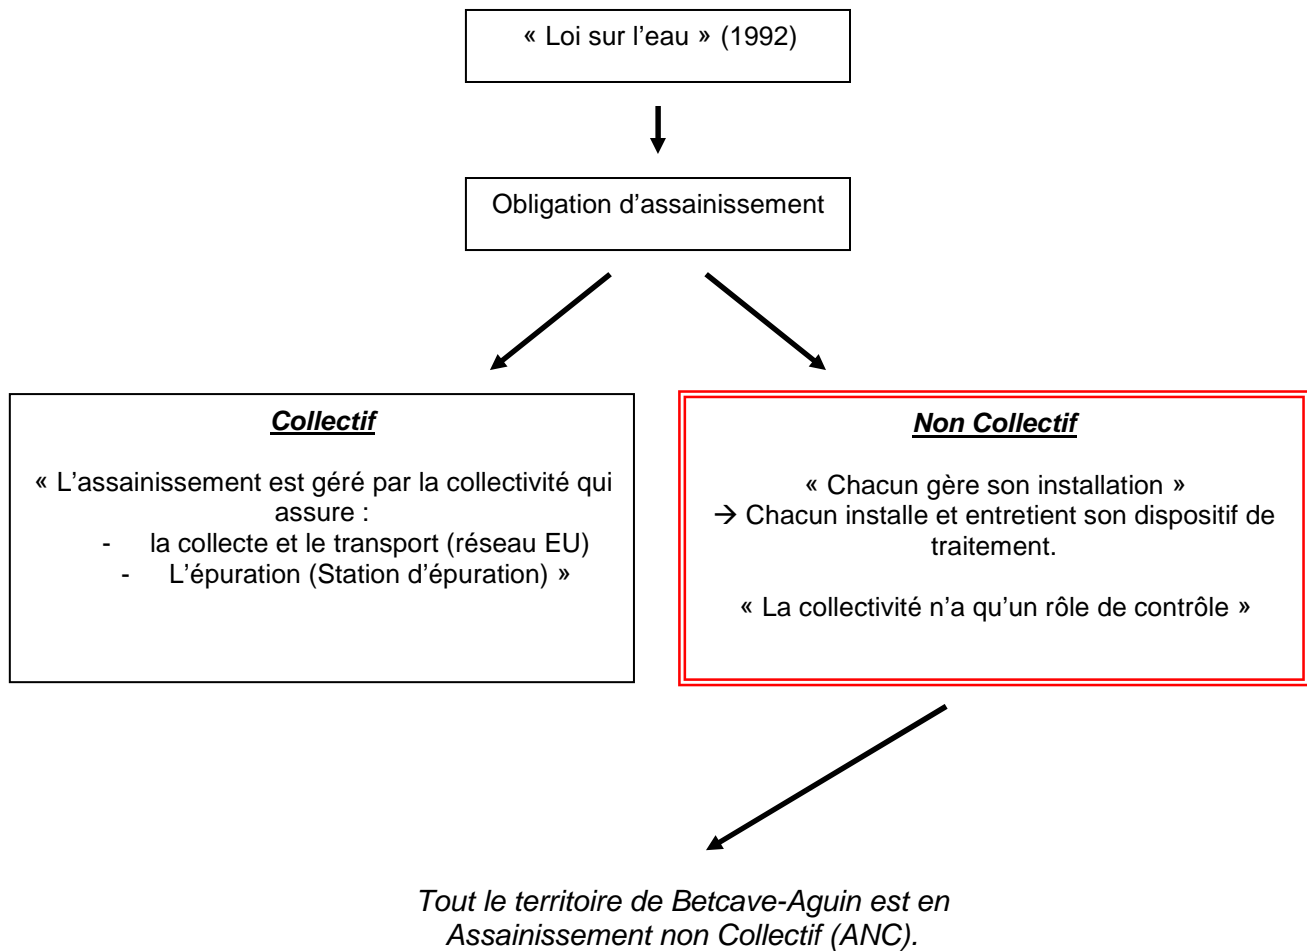 « Loi sur l’eau » (1992)
Obligation d’assainissement
Collectif
« L’assainissement est géré par la collectivité qui
assure :
- la collecte et le transport (réseau EU)
- L’épuration (Station d’épuration) »
Non Collectif
« Chacun gère son installation »
→ Chacun installe et entretient son dispositif de
traitement.
« La collectivité n’a qu’un rôle de contrôle »
Tout le territoire de Betcave-Aguin est en
Assainissement non Collectif (ANC).